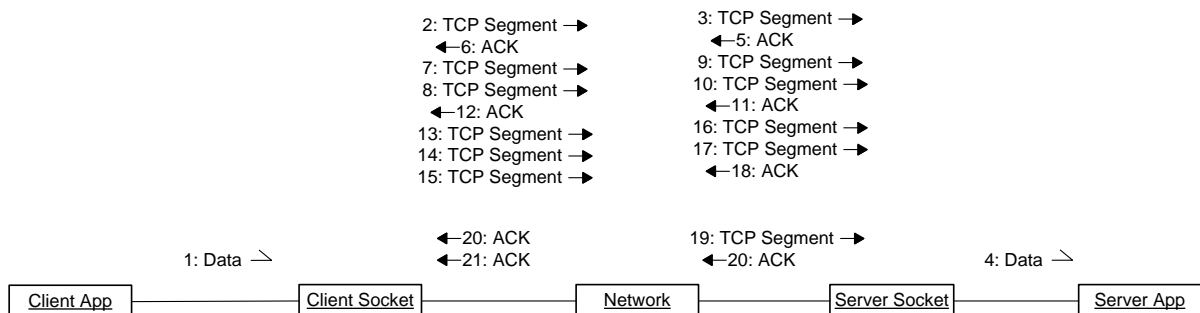 2: TCP Segment
6: ACK
7: TCP Segment
8: TCP Segment
12: ACK
13: TCP Segment
14: TCP Segment
15: TCP Segment
20: ACK
21: ACK
3: TCP Segment
5: ACK
9: TCP Segment
10: TCP Segment
11: ACK
16: TCP Segment
17: TCP Segment
18: ACK
19: TCP Segment
20: ACK
1: Data
4: Data
Client App
Client Socket
Network
Server Socket
Server App